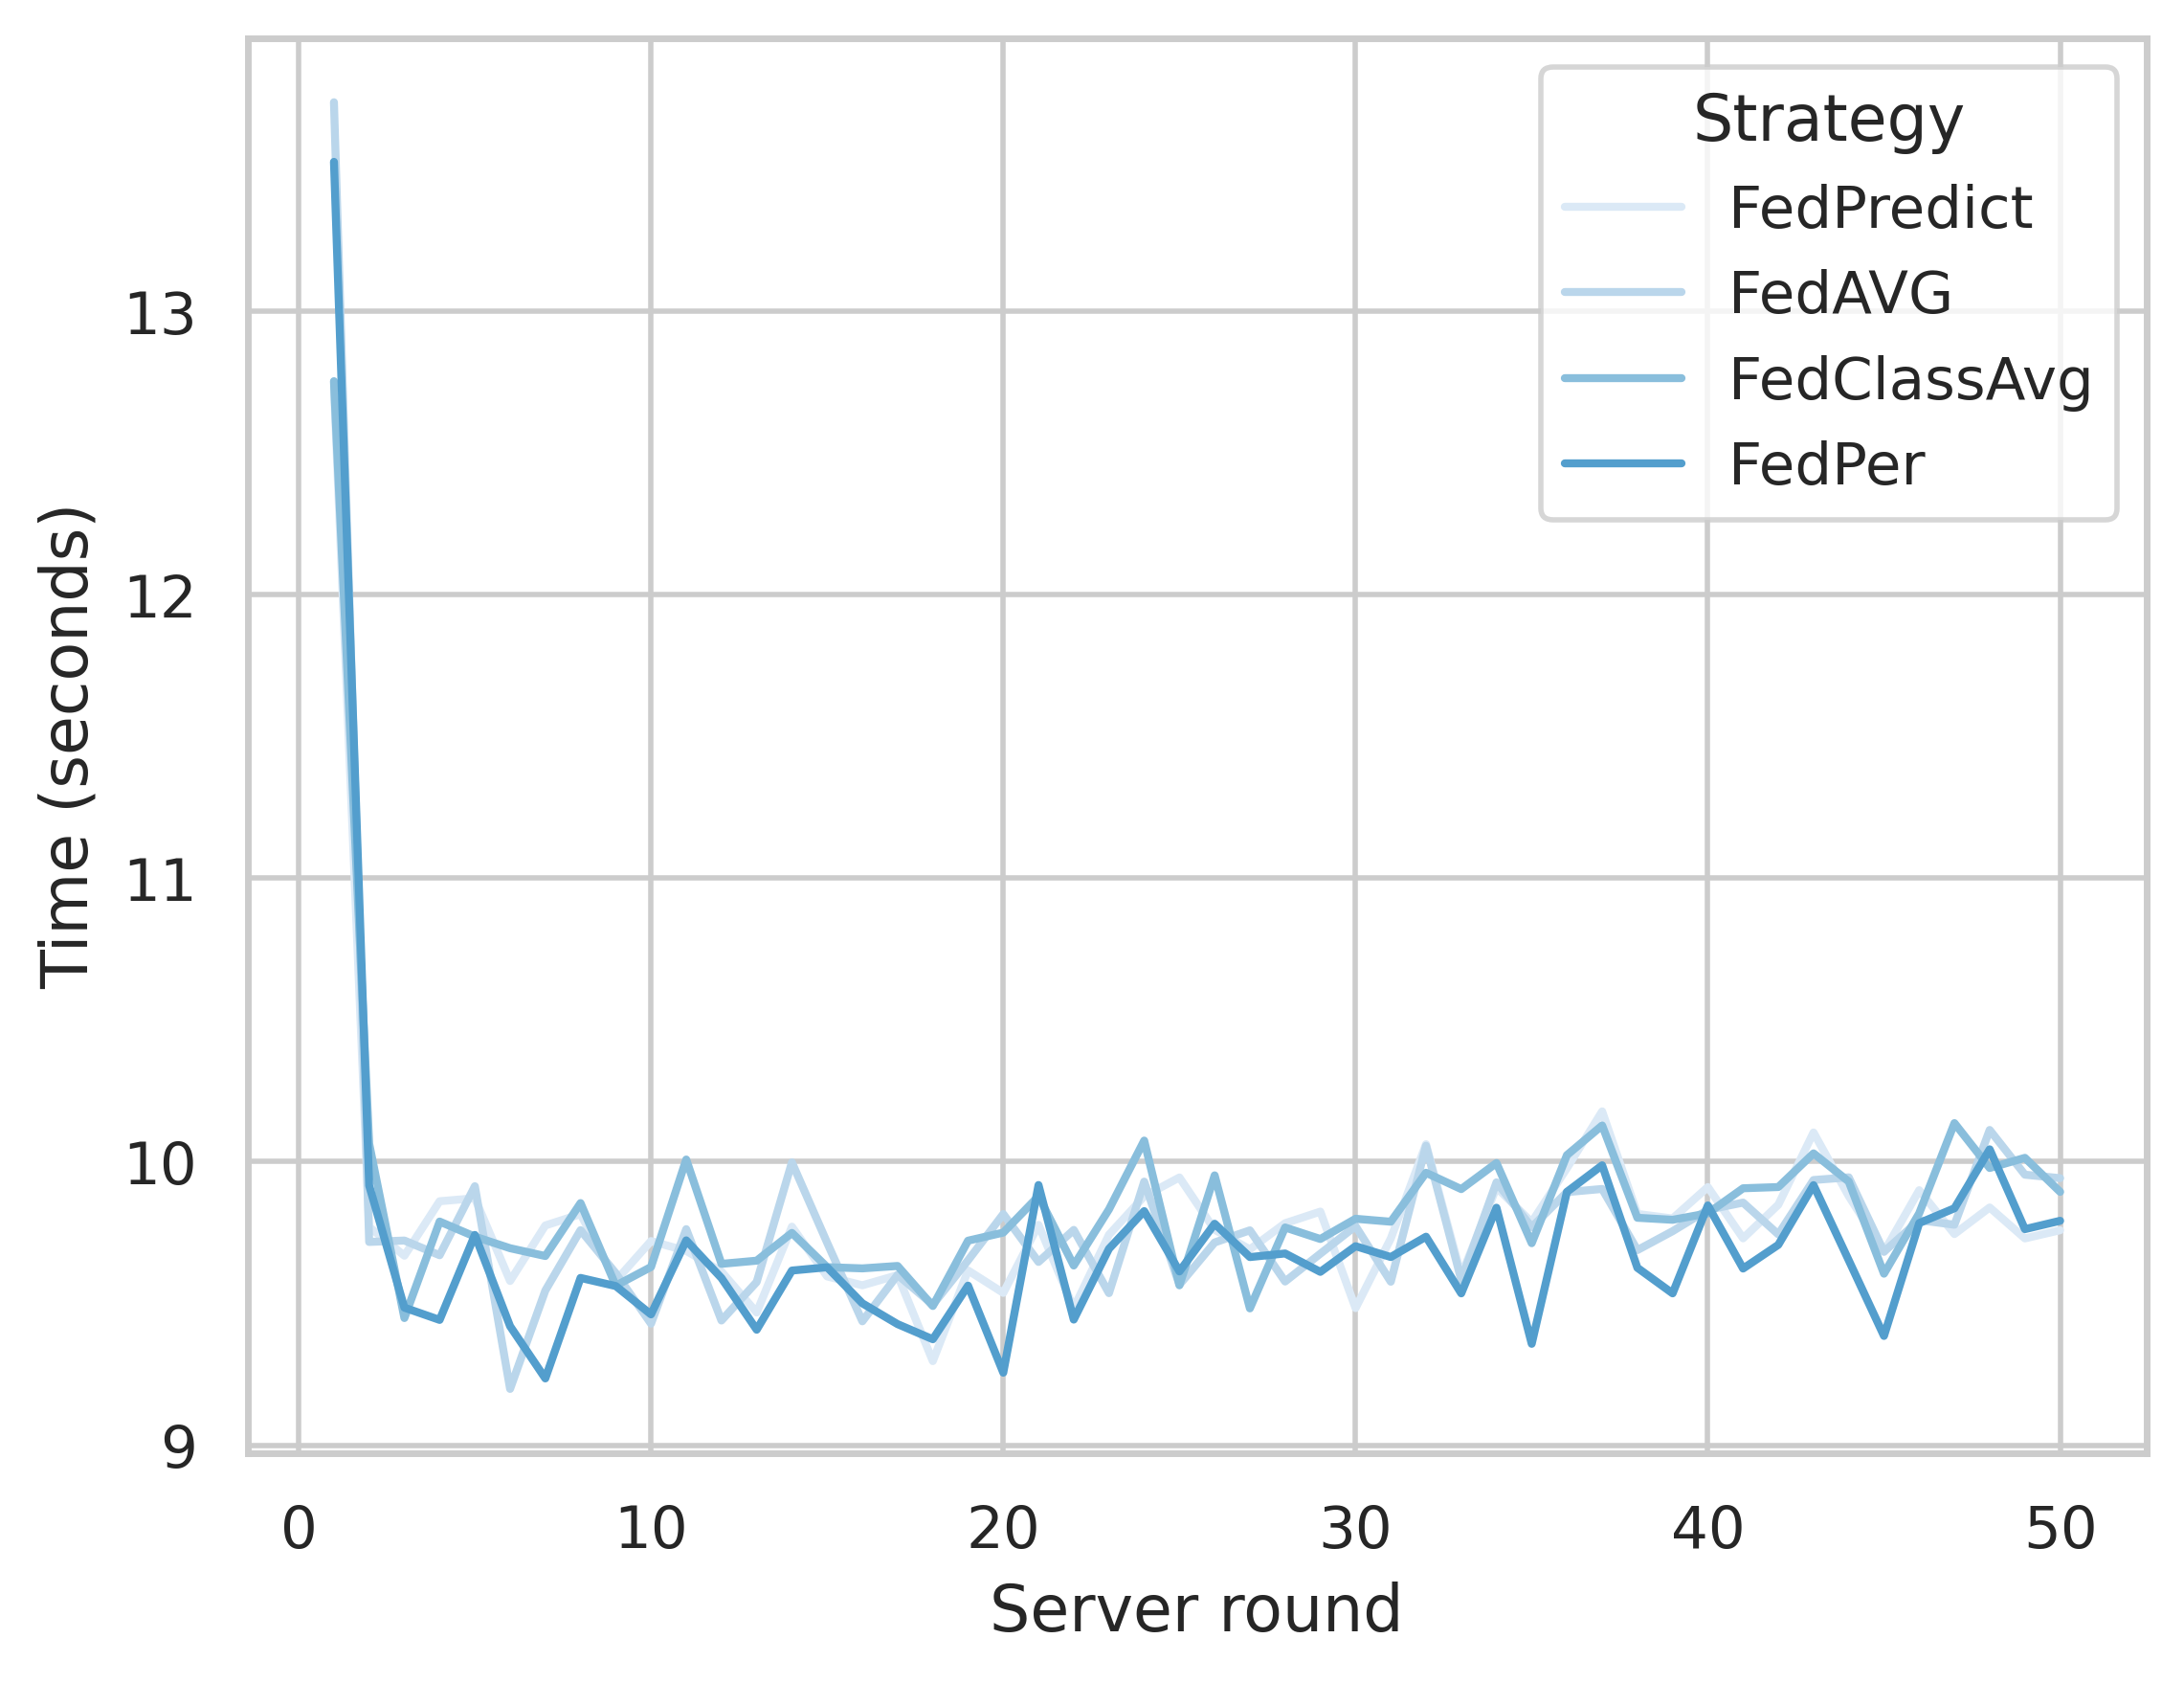 Strategy
FedPredict
FedAVG
FedClassAvg
FedPer
Time (seconds)
13
12
11
10
9
0 10 20 30 40 50
Server round